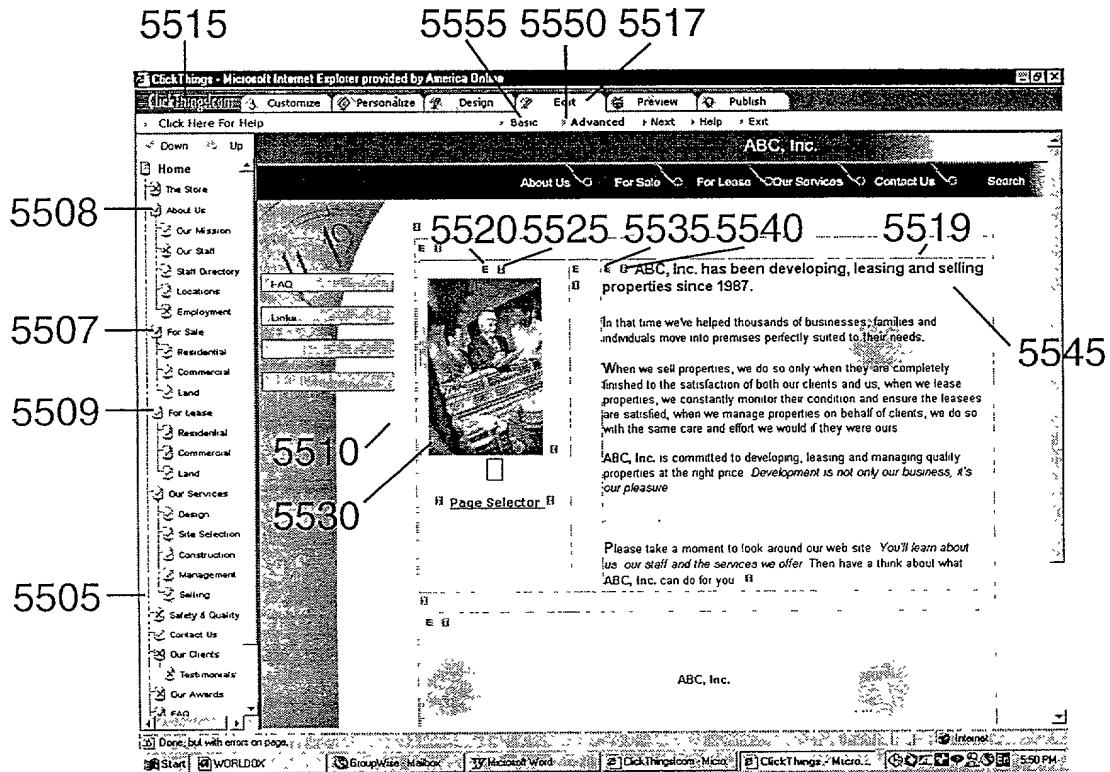 5515 5555 5550 5517
ClickThings - Microsoft Internet Explorer provided by America Online
ClickThings.com Customize Personalize Design Edit Preview Publish
Click Here For Help Basic Advanced Next Help Exit
Down Up
ABC, Inc.
About Us For Sale For Lease Our Services Contact Us Search
Home
The Store
About Us
Our Mission
Our Staff
Staff Directory
Locations
Employment
For Sale
Residential
Commercial
Land
For Lease
Residential
Commercial
Land
Our Services
Design
Site Selection
Construction
Management
Selling
Safety & Quality
Contact Us
Our Clients
Testimonials
Our Awards
FAQ
5508
5507
5509
5505
FAQ
Links
5510
5530
5520 5525 5535 5540 5519
5545
Page Selector
ABC, Inc. has been developing, leasing and selling
properties since 1987.
In that time we've helped thousands of businesses, families and
individuals move into premises perfectly suited to their needs.
When we sell properties, we do so only when they are completely
finished to the satisfaction of both our clients and us, when we lease
properties, we constantly monitor their condition and ensure the leasees
are satisfied, when we manage properties on behalf of clients, we do so
with the same care and effort we would if they were ours
ABC, Inc. is committed to developing, leasing and managing quality
properties at the right price Development is not only our business, it's
our pleasure
Please take a moment to look around our web site You'll learn about
us our staff and the services we offer Then have a think about what
ABC, Inc. can do for you
ABC, Inc.
Done, but with errors on page. Internet
Start WORLDOX GroupWise - Mailbox Microsoft Word ClickThings.com - Micro... ClickThings - Micro... 5:50 PM